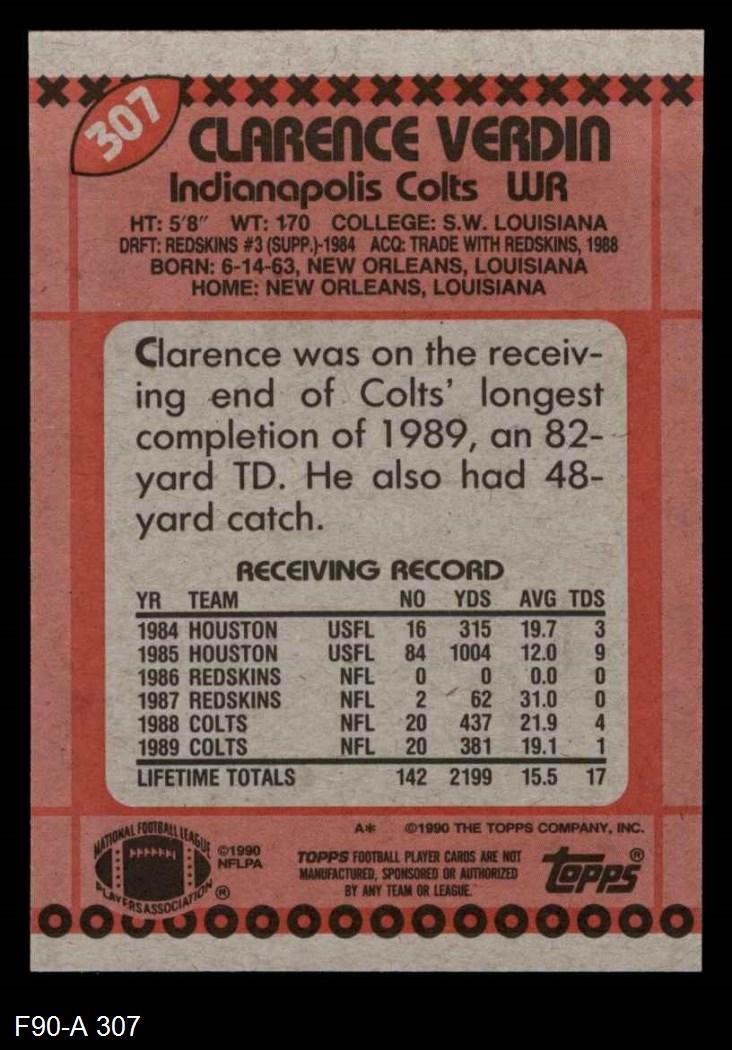 307
CLARENCE VERDIN
Indianapolis Colts WR
HT: 5'8" WT: 170 COLLEGE: S.W. LOUISIANA
DRFT: REDSKINS #3 (SUPP.)-1984 ACQ: TRADE WITH REDSKINS, 1988
BORN: 6-14-63, NEW ORLEANS, LOUISIANA
HOME: NEW ORLEANS, LOUISIANA
Clarence was on the receiv-
ing end of Colts' longest
completion of 1989, an 82-
yard TD. He also had 48-
yard catch.
RECEIVING RECORD
YR TEAM NO YDS AVG TDS
1984 HOUSTON USFL 16 315 19.7 3
1985 HOUSTON USFL 84 1004 12.0 9
1986 REDSKINS NFL 0 0 0.0 0
1987 REDSKINS NFL 2 62 31.0 0
1988 COLTS NFL 20 437 21.9 4
1989 COLTS NFL 20 381 19.1 1
LIFETIME TOTALS 142 2199 15.5 17
A* ©1990 THE TOPPS COMPANY, INC.
NATIONAL FOOTBALL LEAGUE
PLAYERS ASSOCIATION ®
©1990
NFLPA
TOPPS FOOTBALL PLAYER CARDS ARE NOT
MANUFACTURED, SPONSORED OR AUTHORIZED
BY ANY TEAM OR LEAGUE.
topps®
F90-A 307